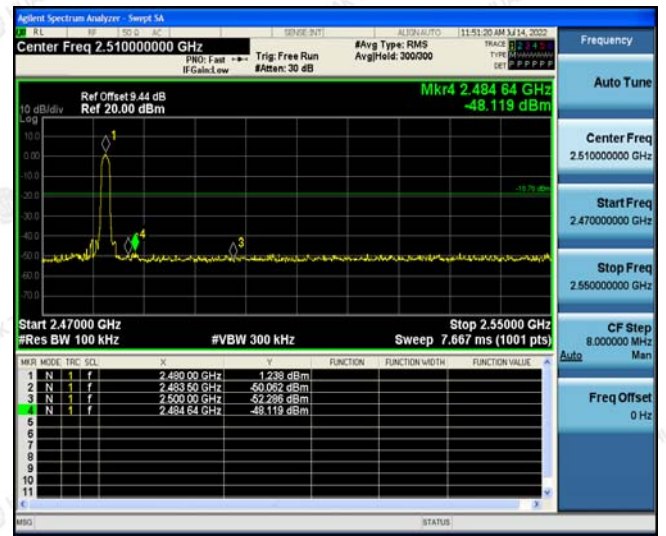 Agilent Spectrum Analyzer - Swept SA
RL RF 50 Ω AC SENSE:INT ALIGN AUTO 11:51:20 AM Jul 14, 2022
Center Freq 2.510000000 GHz
PNO: Fast
IFGain:Low
Trig: Free Run
#Atten: 30 dB
#Avg Type: RMS
Avg|Hold: 300/300
TRACE 1 2 3 4 5 6
TYPE
DET P P P P P P
Ref Offset 9.44 dB
10 dB/div Ref 20.00 dBm
Log
Mkr4 2.484 64 GHz
-48.119 dBm
10.0
0.00
-10.0
-20.0
-30.0
-40.0
-50.0
-60.0
-70.0
1
4
3
Start 2.47000 GHz
Stop 2.55000 GHz
#Res BW 100 kHz
#VBW 300 kHz
Sweep 7.667 ms (1001 pts)
MKR MODE TRC SCL X Y FUNCTION FUNCTION WIDTH FUNCTION VALUE
1 N 1 f 2.480 00 GHz 1.238 dBm
2 N 1 f 2.483 50 GHz -50.062 dBm
3 N 1 f 2.500 00 GHz -52.286 dBm
4 N 1 f 2.484 64 GHz -48.119 dBm
5
6
7
8
9
10
11
MSG
STATUS
Frequency
Auto Tune
Center Freq
2.510000000 GHz
Start Freq
2.470000000 GHz
Stop Freq
2.550000000 GHz
CF Step
8.000000 MHz
Auto Man
Freq Offset
0 Hz